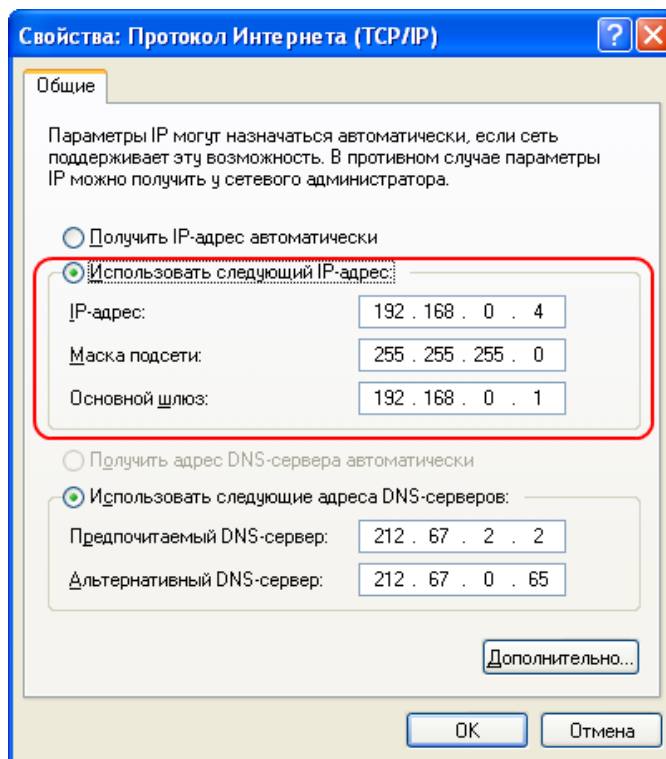 Свойства: Протокол Интернета (TCP/IP)
Общие
Параметры IP могут назначаться автоматически, если сеть
поддерживает эту возможность. В противном случае параметры
IP можно получить у сетевого администратора.
Получить IP-адрес автоматически
Использовать следующий IP-адрес:
IP-адрес: 192 . 168 . 0 . 4
Маска подсети: 255 . 255 . 255 . 0
Основной шлюз: 192 . 168 . 0 . 1
Получить адрес DNS-сервера автоматически
Использовать следующие адреса DNS-серверов:
Предпочитаемый DNS-сервер: 212 . 67 . 2 . 2
Альтернативный DNS-сервер: 212 . 67 . 0 . 65
Дополнительно...
OK Отмена